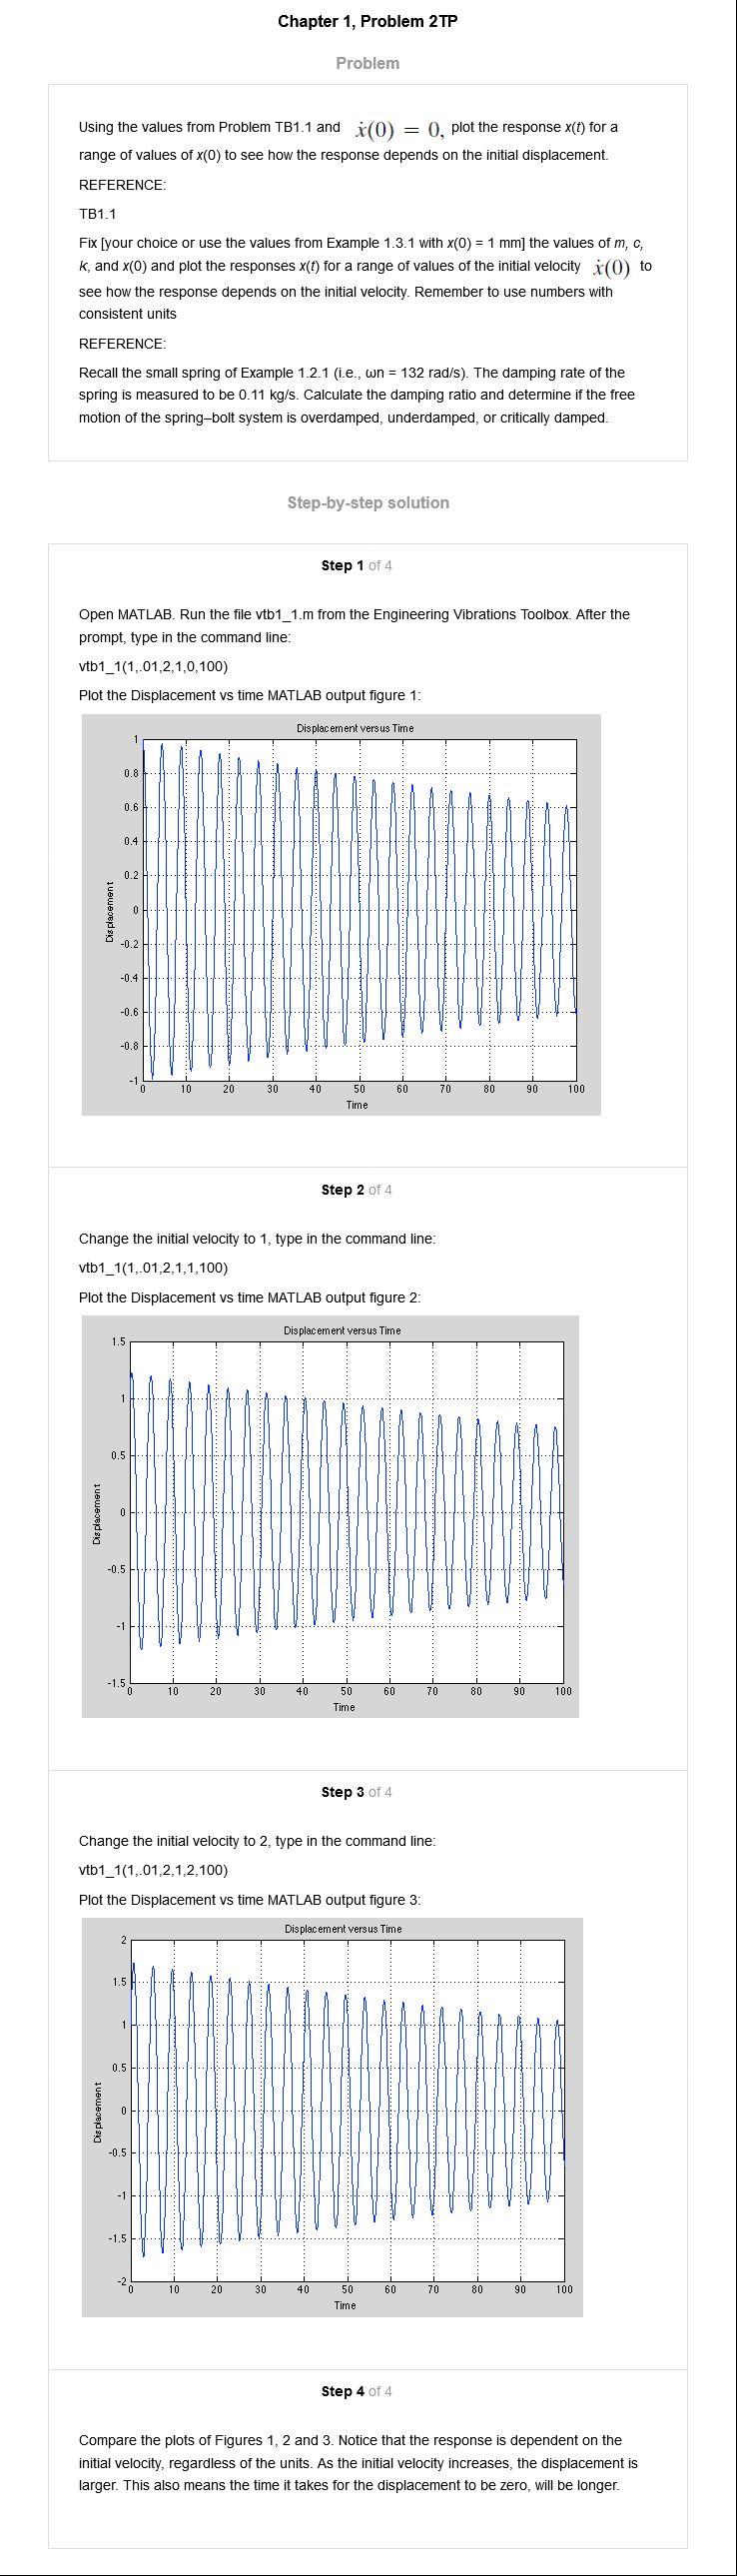 Chapter 1, Problem 2TP
Problem
Using the values from Problem TB1.1 and ẋ(0) = 0, plot the response x(t) for a
range of values of x(0) to see how the response depends on the initial displacement.
REFERENCE:
TB1.1
Fix [your choice or use the values from Example 1.3.1 with x(0) = 1 mm] the values of m, c,
k, and x(0) and plot the responses x(t) for a range of values of the initial velocity ẋ(0) to
see how the response depends on the initial velocity. Remember to use numbers with
consistent units
REFERENCE:
Recall the small spring of Example 1.2.1 (i.e., ωn = 132 rad/s). The damping rate of the
spring is measured to be 0.11 kg/s. Calculate the damping ratio and determine if the free
motion of the spring–bolt system is overdamped, underdamped, or critically damped.
Step-by-step solution
Step 1 of 4
Open MATLAB. Run the file vtb1_1.m from the Engineering Vibrations Toolbox. After the
prompt, type in the command line:
vtb1_1(1,.01,2,1,0,100)
Plot the Displacement vs time MATLAB output figure 1:
Displacement versus Time
1
0.8
0.6
0.4
0.2
0
-0.2
-0.4
-0.6
-0.8
-1
Displacement
0 10 20 30 40 50 60 70 80 90 100
Time
Step 2 of 4
Change the initial velocity to 1, type in the command line:
vtb1_1(1,.01,2,1,1,100)
Plot the Displacement vs time MATLAB output figure 2:
Displacement versus Time
1.5
1
0.5
0
-0.5
-1
-1.5
Displacement
0 10 20 30 40 50 60 70 80 90 100
Time
Step 3 of 4
Change the initial velocity to 2, type in the command line:
vtb1_1(1,.01,2,1,2,100)
Plot the Displacement vs time MATLAB output figure 3:
Displacement versus Time
2
1.5
1
0.5
0
-0.5
-1
-1.5
-2
Displacement
0 10 20 30 40 50 60 70 80 90 100
Time
Step 4 of 4
Compare the plots of Figures 1, 2 and 3. Notice that the response is dependent on the
initial velocity, regardless of the units. As the initial velocity increases, the displacement is
larger. This also means the time it takes for the displacement to be zero, will be longer.